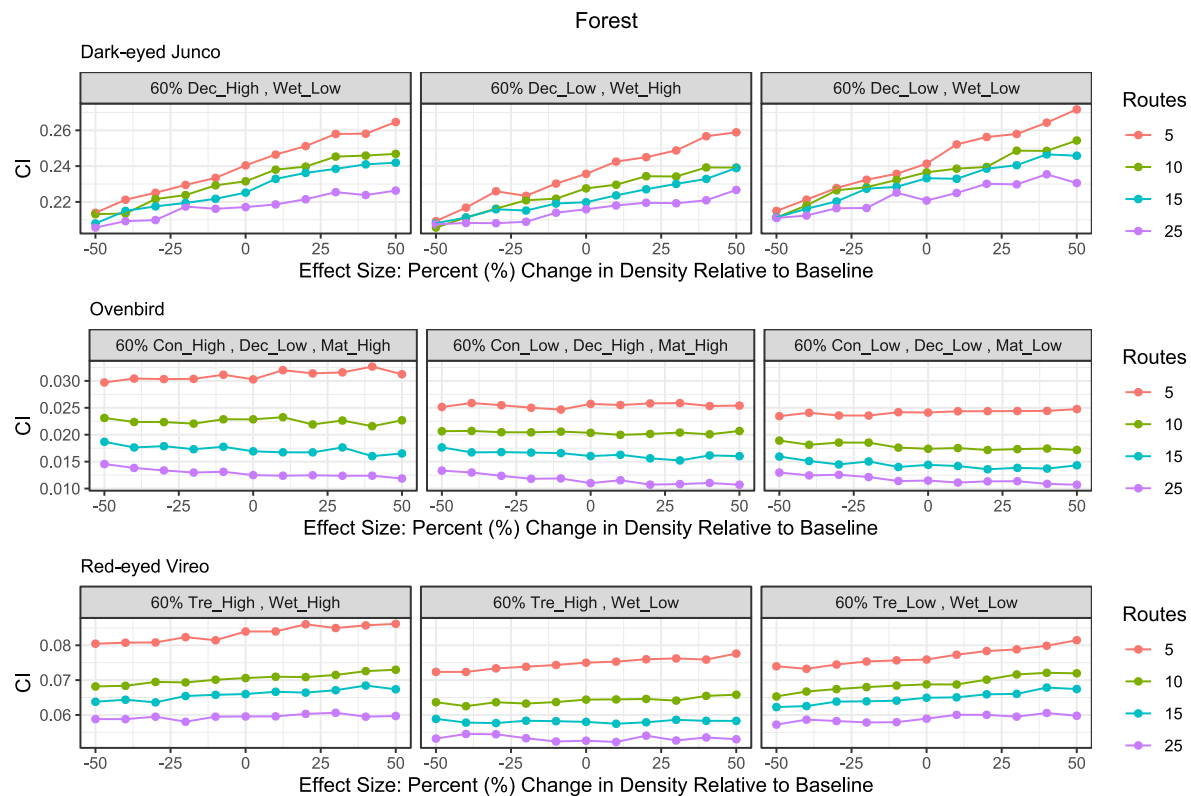 Forest
Dark-eyed Junco
60% Dec_High , Wet_Low
60% Dec_Low , Wet_High
60% Dec_Low , Wet_Low
CI
0.26
0.24
0.22
-50 -25 0 25 50
-50 -25 0 25 50
-50 -25 0 25 50
Effect Size: Percent (%) Change in Density Relative to Baseline
Routes
5
10
15
25
Ovenbird
60% Con_High , Dec_Low , Mat_High
60% Con_Low , Dec_High , Mat_High
60% Con_Low , Dec_Low , Mat_Low
CI
0.030
0.025
0.020
0.015
0.010
-50 -25 0 25 50
-50 -25 0 25 50
-50 -25 0 25 50
Effect Size: Percent (%) Change in Density Relative to Baseline
Routes
5
10
15
25
Red-eyed Vireo
60% Tre_High , Wet_High
60% Tre_High , Wet_Low
60% Tre_Low , Wet_Low
CI
0.08
0.07
0.06
-50 -25 0 25 50
-50 -25 0 25 50
-50 -25 0 25 50
Effect Size: Percent (%) Change in Density Relative to Baseline
Routes
5
10
15
25